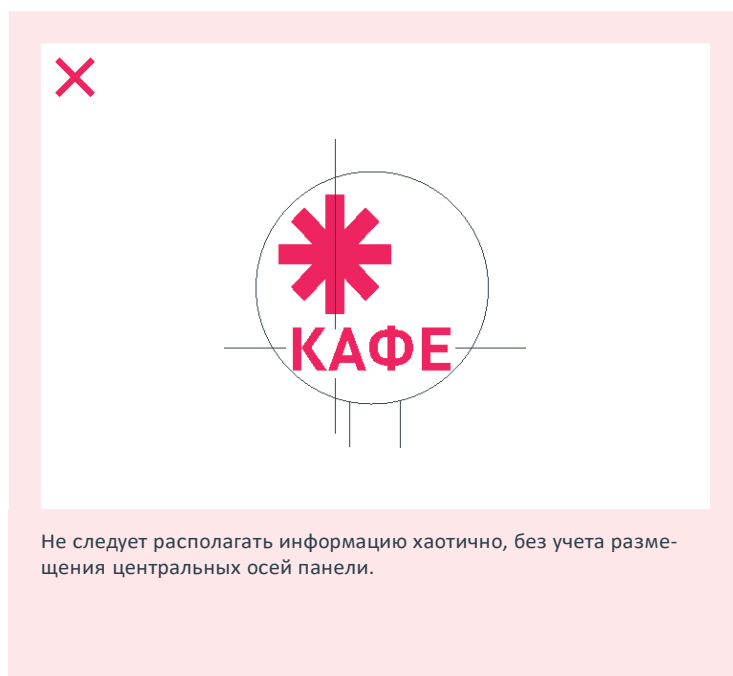 КАФЕ
Не следует располагать информацию хаотично, без учета разме-
щения центральных осей панели.